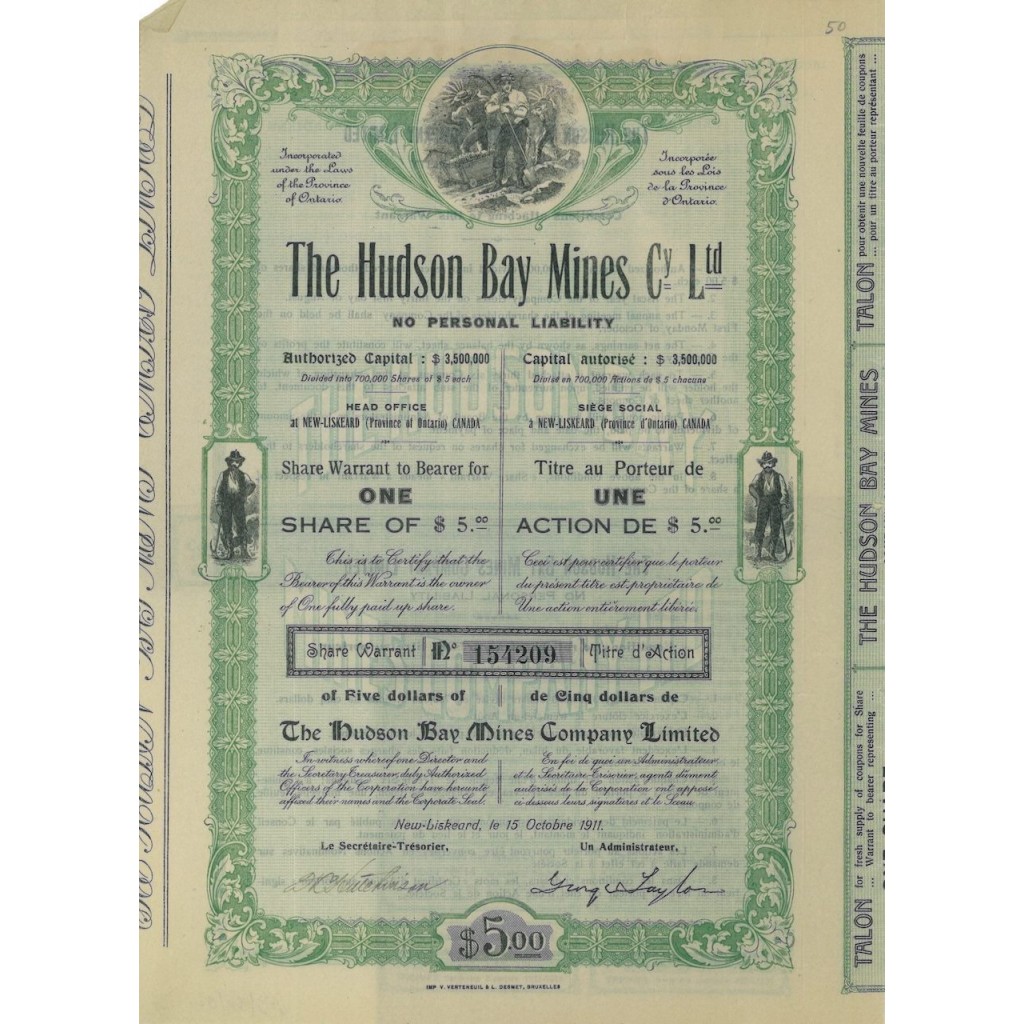 50
Incorporated
under the Laws
of the Province
of Ontario.
Incorporée
sous les Lois
de la Province
d'Ontario.
The Hudson Bay Mines Cy Ltd
NO PERSONAL LIABILITY
Authorized Capital : $ 3,500,000
Divided into 700,000 Shares of $ 5 each
HEAD OFFICE
at NEW-LISKEARD (Province of Ontario) CANADA
Share Warrant to Bearer for
ONE
SHARE OF $ 5.00
This is to Certify that the
Bearer of this Warrant is the owner
of One fully paid up share.
Capital autorisé : $ 3,500,000
Divisé en 700,000 Actions de $ 5 chacune
SIÈGE SOCIAL
à NEW-LISKEARD (Province d'Ontario) CANADA
Titre au Porteur de
UNE
ACTION DE $ 5.00
Ceci est pour certifier que le porteur
du présent titre est propriétaire de
Une action entièrement libérée.
Share Warrant No 154209 Titre d'Action
of Five dollars of de Cinq dollars de
The Hudson Bay Mines Company Limited
In witness whereof one Director and
the Secretary Treasurer, duly Authorized
Officers of the Corporation have hereunto
affixed their names and the Corporate Seal.
En foi de quoi un Administrateur
et le Secrétaire-Trésorier, agents dûment
autorisés de la Corporation ont apposé
ci-dessous leurs signatures et le Sceau
New-Liskeard, le 15 Octobre 1911.
Le Secrétaire-Trésorier,
Un Administrateur.
Hutchinson
George Taylor
$5.00
IMP V. VERTENEUIL & L. DESMET, BRUXELLES
TALON pour obtenir une nouvelle feuille de coupons
... pour un titre au porteur représentant ...
THE HUDSON BAY MINES
TALON for fresh supply of coupons for Share
... Warrant to bearer representing ...